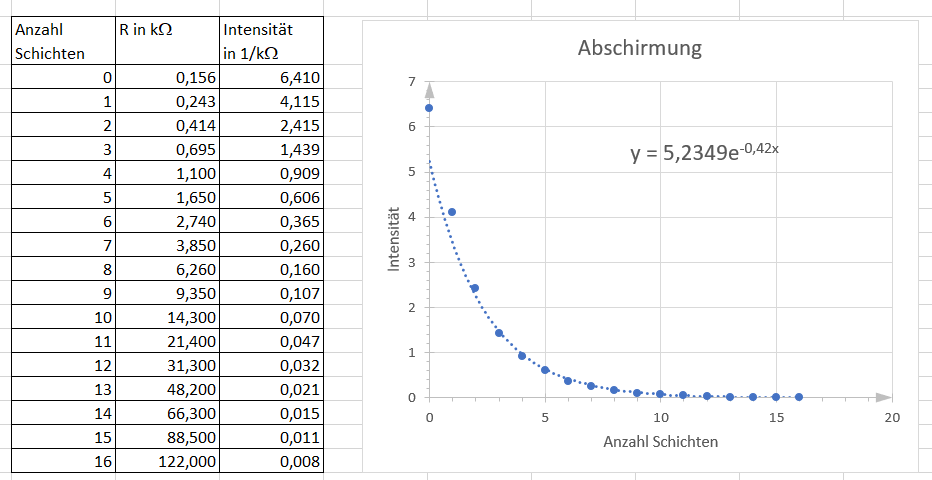 Anzahl Schichten R in kΩ Intensität in 1/kΩ
0 0,156 6,410
1 0,243 4,115
2 0,414 2,415
3 0,695 1,439
4 1,100 0,909
5 1,650 0,606
6 2,740 0,365
7 3,850 0,260
8 6,260 0,160
9 9,350 0,107
10 14,300 0,070
11 21,400 0,047
12 31,300 0,032
13 48,200 0,021
14 66,300 0,015
15 88,500 0,011
16 122,000 0,008
Abschirmung
y = 5,2349e^-0,42x
Intensität
7
6
5
4
3
2
1
0
0 5 10 15 20
Anzahl Schichten